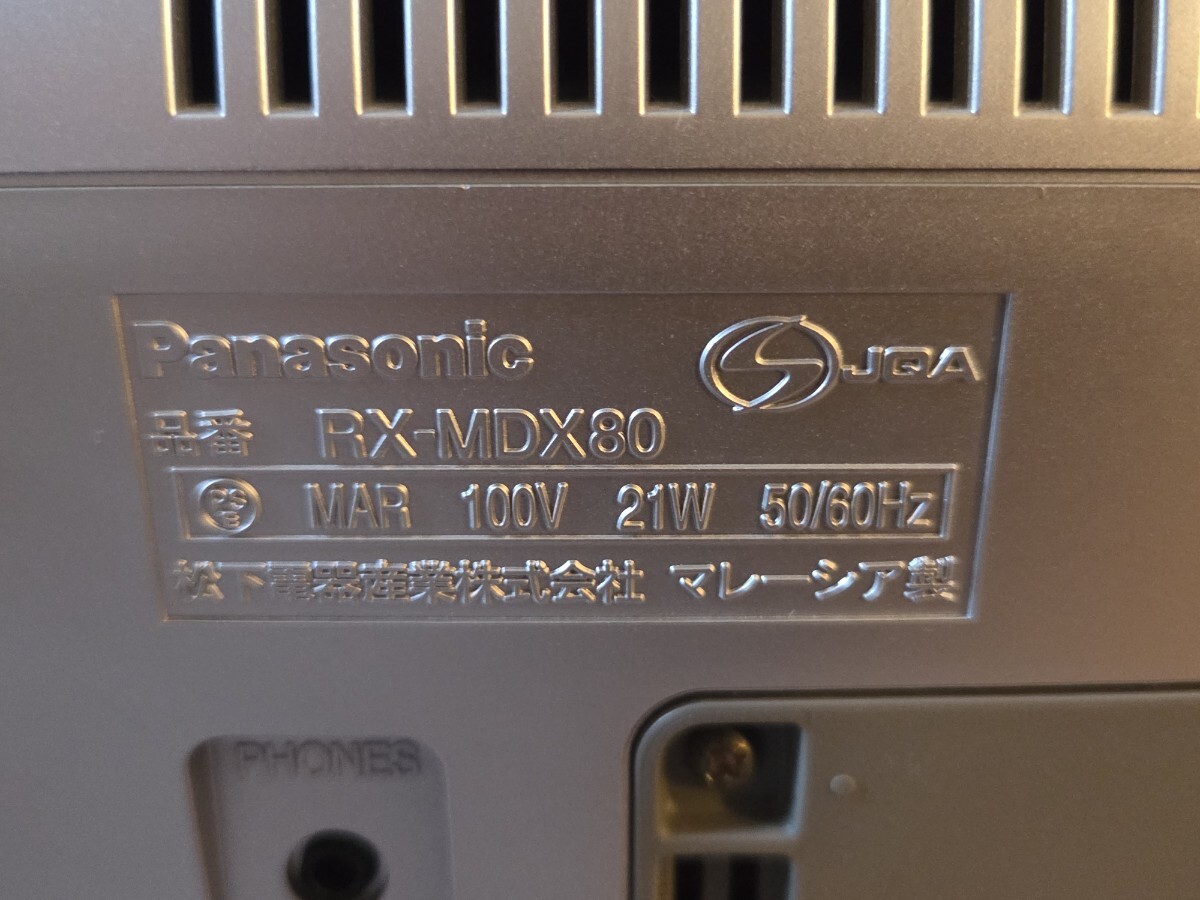 Panasonic
S-JQA
品番 RX-MDX80
PSE MAR 100V 21W 50/60Hz
松下電器産業株式会社 マレーシア製
PHONES